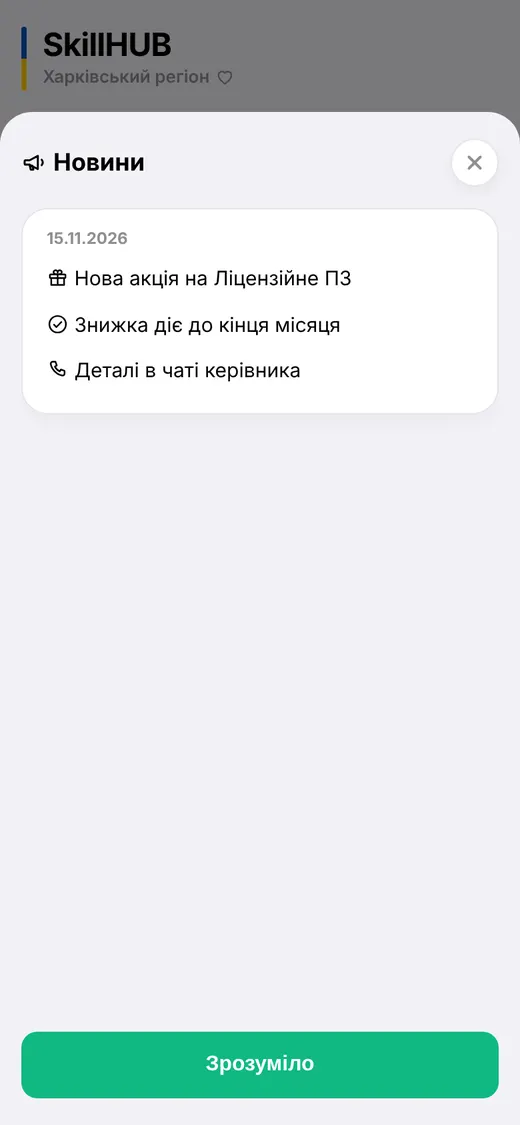 SkillHUB
Харківський регіон
Новини
15.11.2026
Нова акція на Ліцензійне ПЗ
Знижка діє до кінця місяця
Деталі в чаті керівника
Зрозуміло